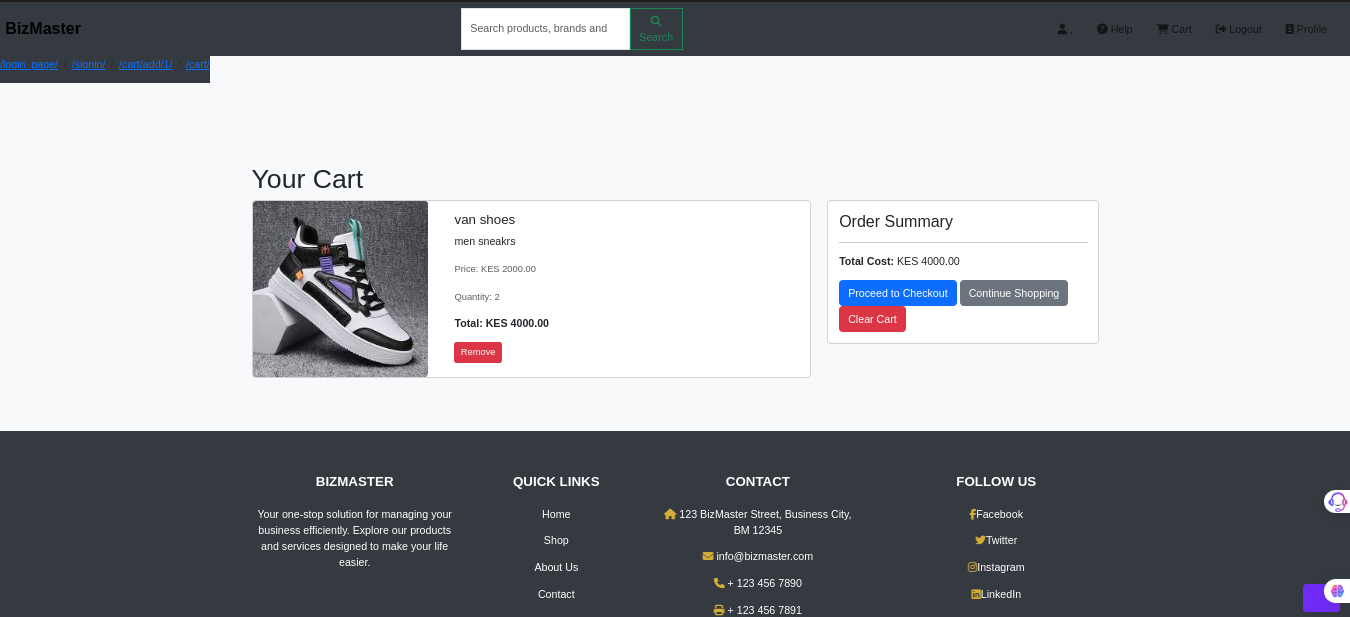 BizMaster
Search products, brands and
Search
,
Help
Cart
Logout
Profile
/login_page/ / /signin/ / /cart/add/1/ / /cart/
Your Cart
van shoes
men sneakrs
Price: KES 2000.00
Quantity: 2
Total: KES 4000.00
Remove
Order Summary
Total Cost: KES 4000.00
Proceed to Checkout
Continue Shopping
Clear Cart
BIZMASTER
Your one-stop solution for managing your
business efficiently. Explore our products
and services designed to make your life
easier.
QUICK LINKS
Home
Shop
About Us
Contact
CONTACT
123 BizMaster Street, Business City,
BM 12345
info@bizmaster.com
+ 123 456 7890
+ 123 456 7891
FOLLOW US
Facebook
Twitter
Instagram
LinkedIn